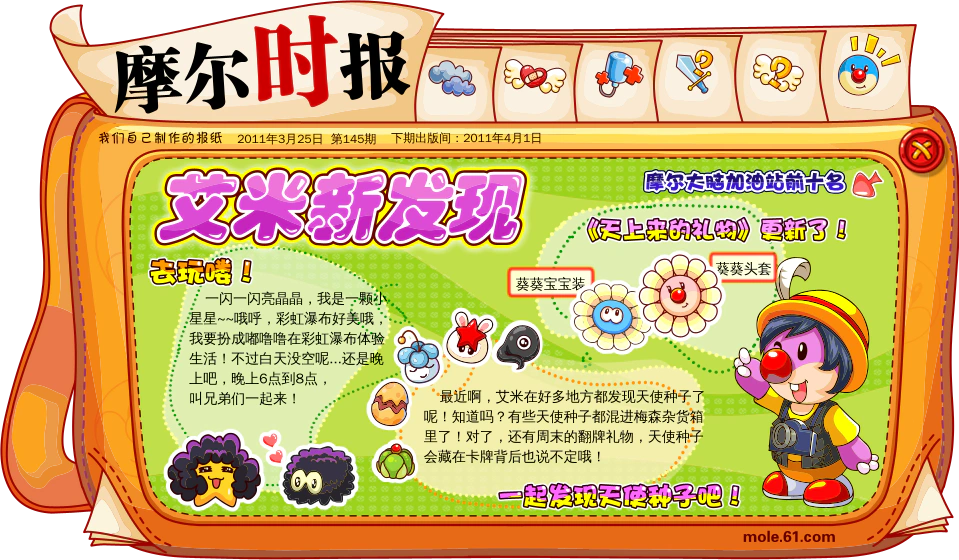 摩尔时报
我们自己制作的报纸 2011年3月25日 第145期 下期出版间：2011年4月1日
艾米新发现
摩尔大脑加油站前十名
《天上来的礼物》更新了！
去玩喽！
葵葵宝宝装
葵葵头套
一闪一闪亮晶晶，我是一颗小
星星~~哦呼，彩虹瀑布好美哦，
我要扮成嘟噜噜在彩虹瀑布体验
生活！不过白天没空呢...还是晚
上吧，晚上6点到8点，
叫兄弟们一起来！
最近啊，艾米在好多地方都发现天使种子了
呢！知道吗？有些天使种子都混进梅森杂货箱
里了！对了，还有周末的翻牌礼物，天使种子
会藏在卡牌背后也说不定哦！
一起发现天使种子吧！
mole.61.com